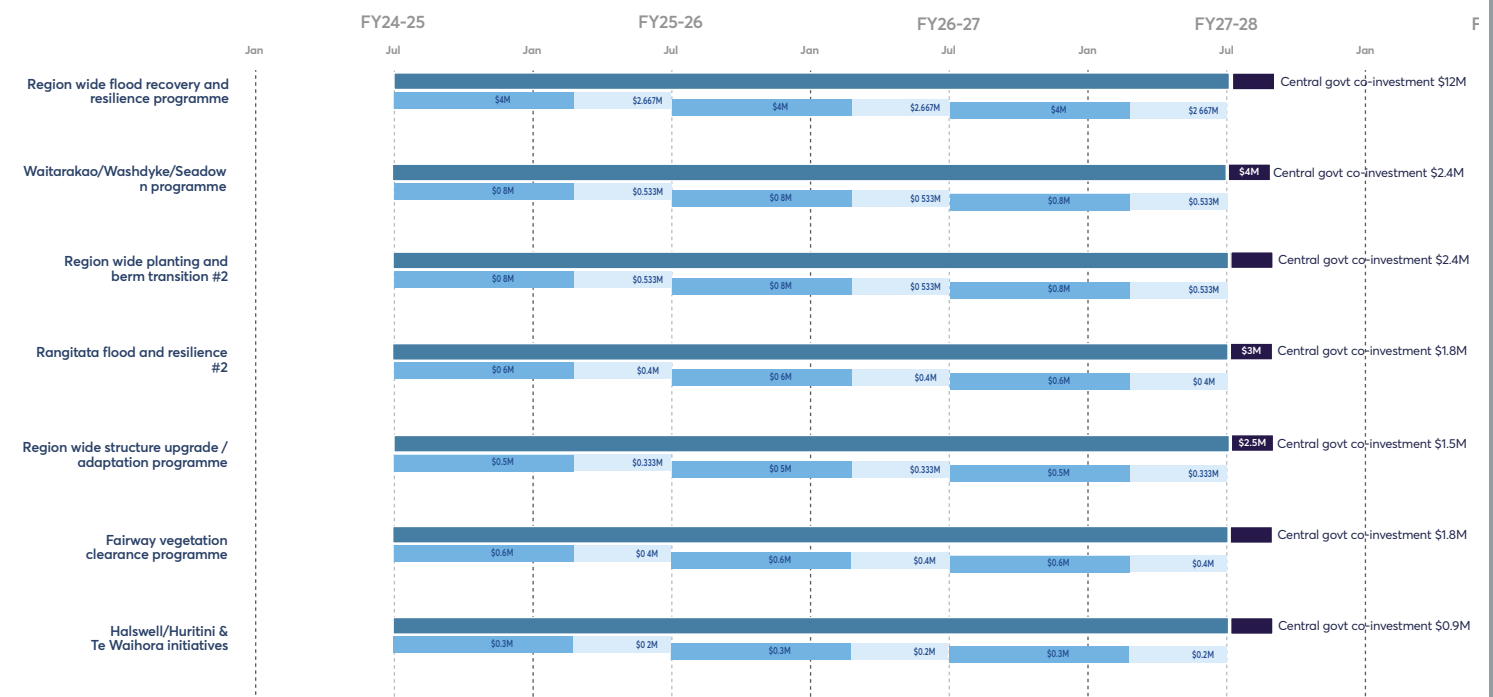 FY24-25 FY25-26 FY26-27 FY27-28 F
Jan Jul Jan Jul Jan Jul Jan Jul Jan
Region wide flood recovery and
resilience programme
Central govt co-investment $12M
$4M $2.667M $4M $2.667M $4M $2 667M
Waitarakao/Washdyke/Seadow
n programme
$4M Central govt co-investment $2.4M
$0 8M $0.533M $0 8M $0 533M $0.8M $0.533M
Region wide planting and
berm transition #2
Central govt co-investment $2.4M
$0 8M $0.533M $0 8M $0 533M $0.8M $0.533M
Rangitata flood and resilience
#2
$3M Central govt co-investment $1.8M
$0 6M $0.4M $0 6M $0.4M $0.6M $0 4M
Region wide structure upgrade /
adaptation programme
$2.5M Central govt co-investment $1.5M
$0.5M $0.333M $0 5M $0.333M $0.5M $0.333M
Fairway vegetation
clearance programme
Central govt co-investment $1.8M
$0.6M $0 4M $0.6M $0.4M $0.6M $0.4M
Halswell/Huritini &
Te Waihora initiatives
Central govt co-investment $0.9M
$0.3M $0 2M $0.3M $0.2M $0.3M $0.2M